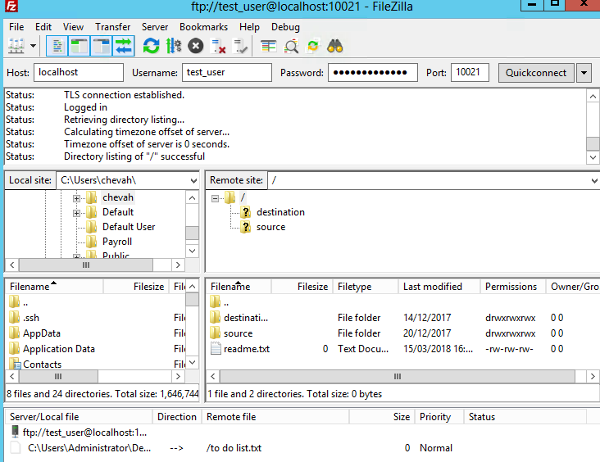 ftp://test_user@localhost:10021 - FileZilla
File Edit View Transfer Server Bookmarks Help Debug
Host: localhost Username: test_user Password: ●●●●●●●●●●●●● Port: 10021 Quickconnect
Status: TLS connection established.
Status: Logged in
Status: Retrieving directory listing...
Status: Calculating timezone offset of server...
Status: Timezone offset of server is 0 seconds.
Status: Directory listing of "/" successful
Local site: C:\Users\chevah\
Remote site: /
chevah
Default
Default User
Payroll
Public
/
destination
source
Filename Filesize Fil
..
.ssh Fil
AppData Fil
Application Data Fil
Contacts Fil
8 files and 24 directories. Total size: 1,646,744
Filename Filesize Filetype Last modified Permissions Owner/Gro
..
destinati... File folder 14/12/2017 drwxrwxrwx 0 0
source File folder 20/12/2017 drwxrwxrwx 0 0
readme.txt 0 Text Docu... 15/03/2018 16:... -rw-rw-rw- 0 0
1 file and 2 directories. Total size: 0 bytes
Server/Local file Direction Remote file Size Priority Status
ftp://test_user@localhost:1...
C:\Users\Administrator\De... --> /to do list.txt 0 Normal